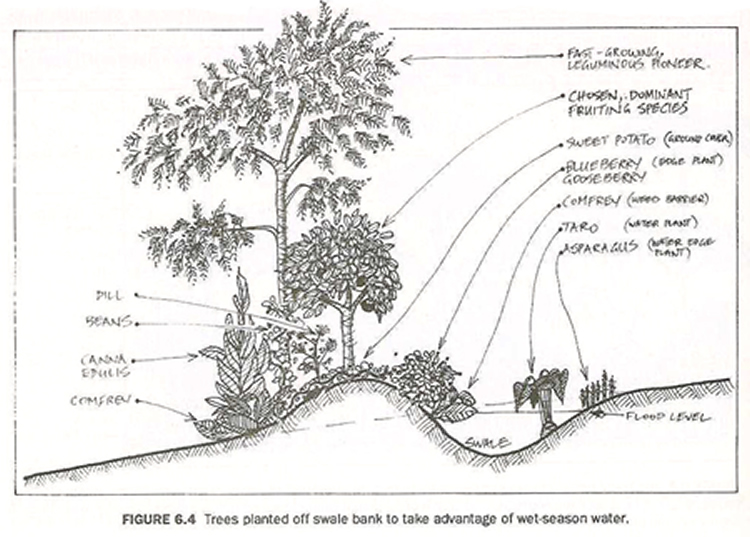 FAST-GROWING,
LEGUMINOUS PIONEER.
CHOSEN, DOMINANT
FRUITING SPECIES
SWEET POTATO (GROUND COVER)
BLUEBERRY (EDGE PLANT)
GOOSEBERRY
COMFREY (WEED BARRIER)
TARO (WATER PLANT)
ASPARAGUS (WATER EDGE
PLANT)
DILL
BEANS
CANNA
EDULIS
COMFREY
FLOOD LEVEL
SWALE
FIGURE 6.4 Trees planted off swale bank to take advantage of wet-season water.